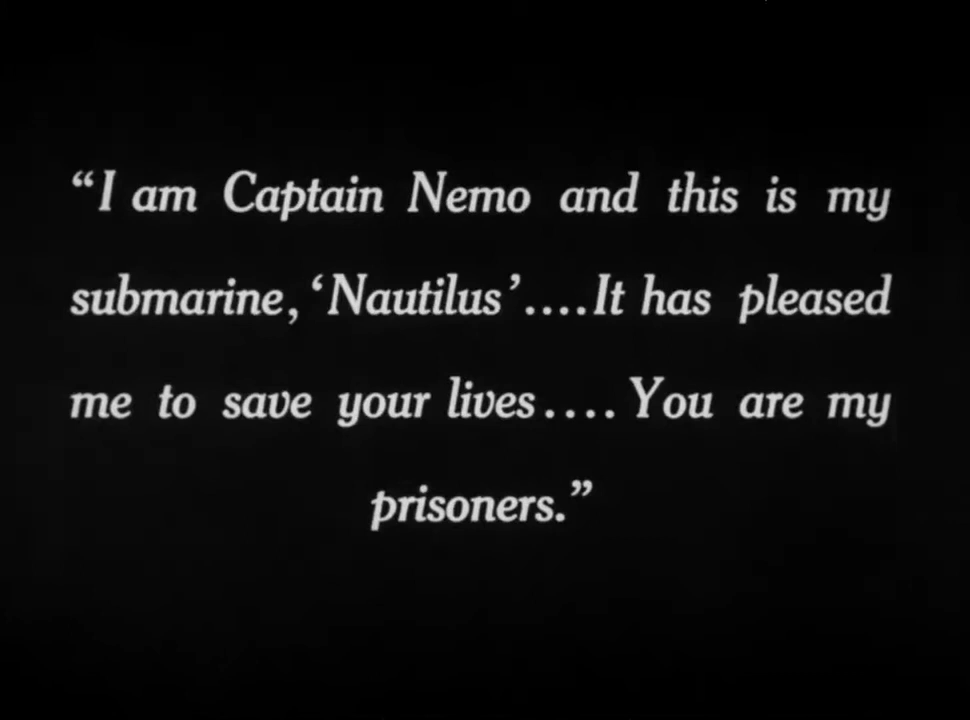 “I am Captain Nemo and this is my
submarine, ‘Nautilus’....It has pleased
me to save your lives.... You are my
prisoners.”